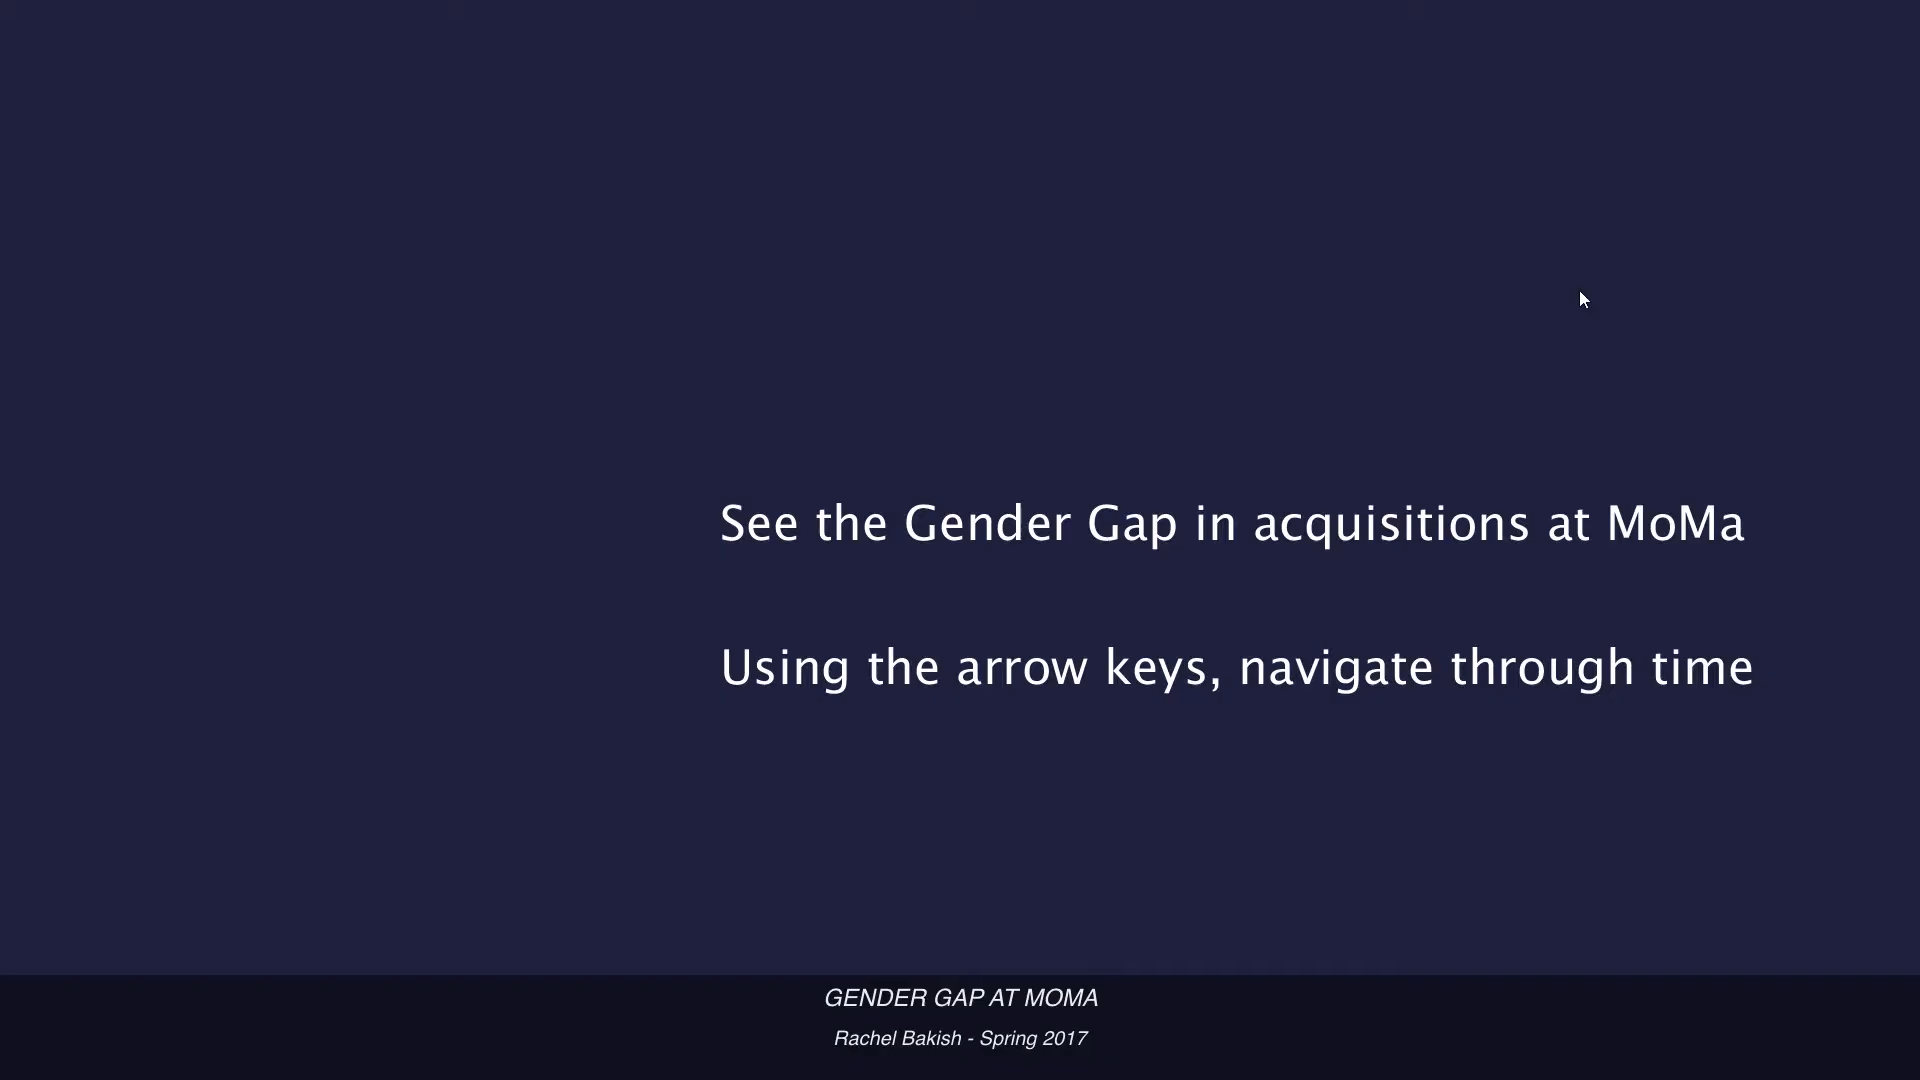 See the Gender Gap in acquisitions at MoMa
Using the arrow keys, navigate through time
GENDER GAP AT MOMA
Rachel Bakish - Spring 2017